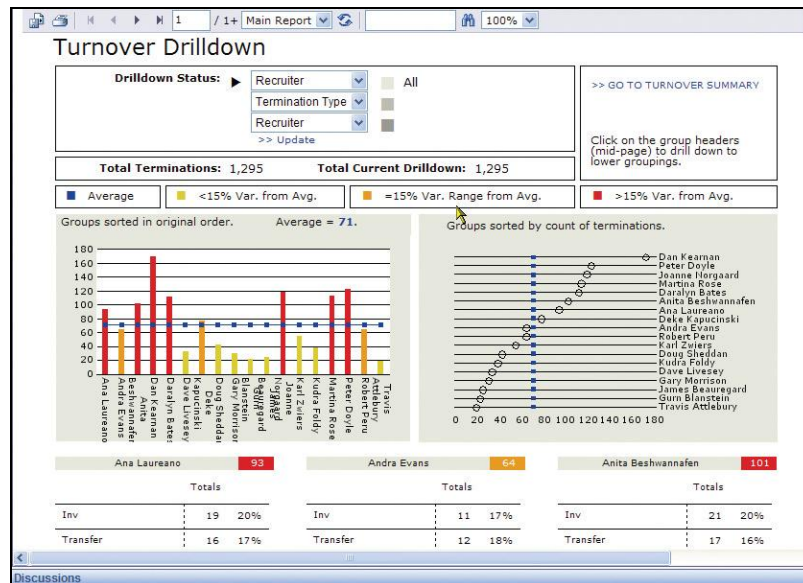 1 / 1+ Main Report 100%
Turnover Drilldown
Drilldown Status: Recruiter All
Termination Type
Recruiter
>> Update
>> GO TO TURNOVER SUMMARY
Click on the group headers
(mid-page) to drill down to
lower groupings.
Total Terminations: 1,295 Total Current Drilldown: 1,295
Average <15% Var. from Avg. =15% Var. Range from Avg. >15% Var. from Avg.
Groups sorted in original order. Average = 71.
180
160
140
120
100
80
60
40
20
0
Ana Laureano
Andra Evans
Beshwannafen
Anita
Dan Kearnan
Daralyn Bates
Dave Livesey
Kapucinski
Deke
Doug Sheddan
Gary Morrison
Blanstein
Gurn
Beauregard
James
Norgaard
Joanne
Karl Zwiers
Kudra Foldy
Martina Rose
Peter Doyle
Robert Peru
Attlebury
Travis
Groups sorted by count of terminations.
Dan Kearnan
Peter Doyle
Joanne Norgaard
Martina Rose
Daralyn Bates
Anita Beshwannafen
Ana Laureano
Deke Kapucinski
Andra Evans
Robert Peru
Karl Zwiers
Doug Sheddan
Kudra Foldy
Dave Livesey
Gary Morrison
James Beauregard
Gurn Blanstein
Travis Attlebury
0 20 40 60 80 100 120 140 160 180
Ana Laureano 93
Totals
Inv 19 20%
Transfer 16 17%
Andra Evans 64
Totals
Inv 11 17%
Transfer 12 18%
Anita Beshwannafen 101
Totals
Inv 21 20%
Transfer 17 16%
Discussions